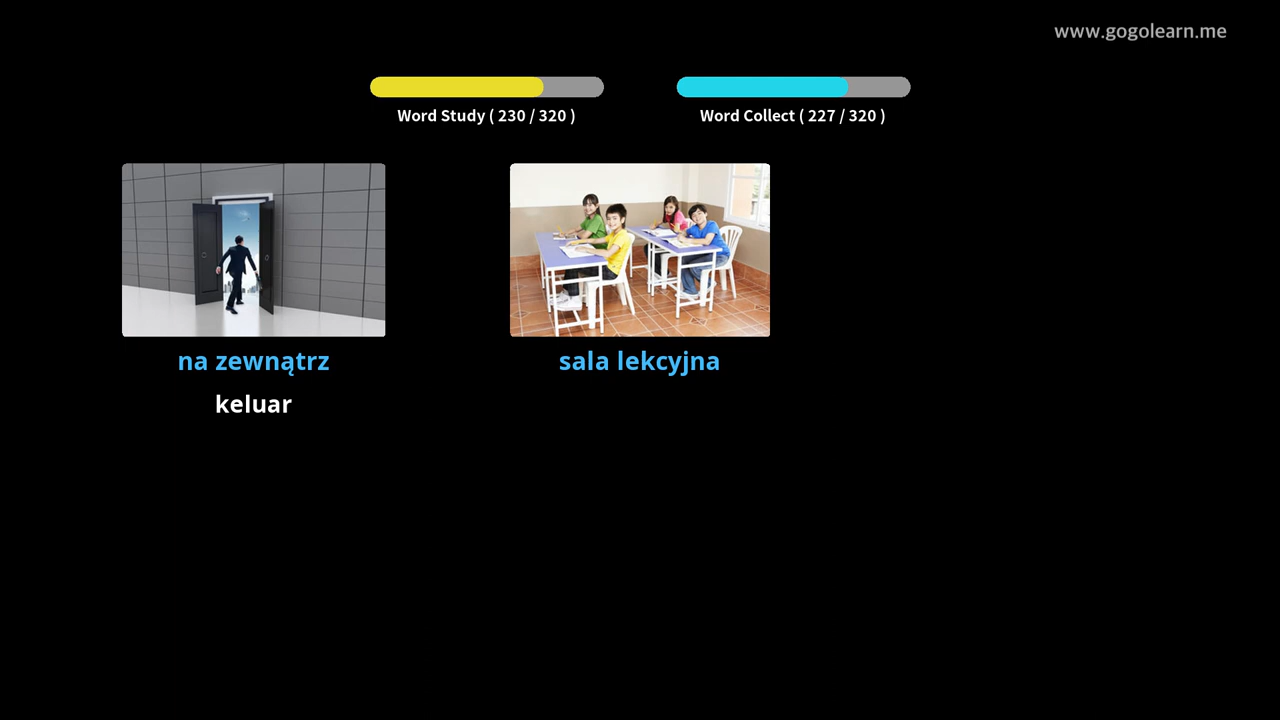 www.gogolearn.me
Word Study ( 230 / 320 )
Word Collect ( 227 / 320 )
na zewnątrz
sala lekcyjna
keluar